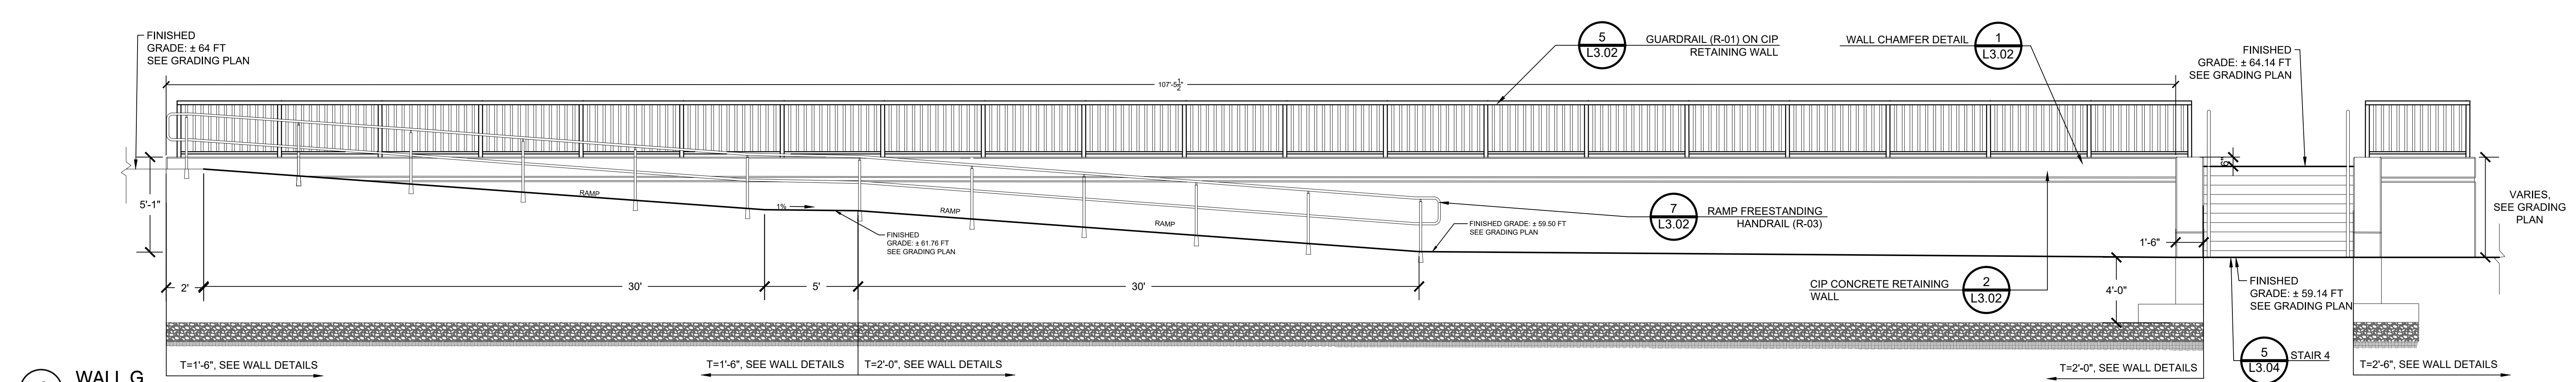 FINISHED
GRADE: ± 64 FT
SEE GRADING PLAN
5
L3.02
GUARDRAIL (R-01) ON CIP
RETAINING WALL
WALL CHAMFER DETAIL
1
L3.02
FINISHED
GRADE: ± 64.14 FT
SEE GRADING PLAN
107'-5 1/2"
6"
5'-1"
RAMP
1%
RAMP
RAMP
FINISHED
GRADE: ± 61.76 FT
SEE GRADING PLAN
FINISHED GRADE: ± 59.50 FT
SEE GRADING PLAN
7
L3.02
RAMP FREESTANDING
HANDRAIL (R-03)
VARIES,
SEE GRADING
PLAN
1'-6"
2'
30'
5'
30'
CIP CONCRETE RETAINING
WALL
2
L3.02
4'-0"
FINISHED
GRADE: ± 59.14 FT
SEE GRADING PLAN
T=1'-6", SEE WALL DETAILS
T=1'-6", SEE WALL DETAILS
T=2'-0", SEE WALL DETAILS
T=2'-0", SEE WALL DETAILS
5
L3.04
STAIR 4
T=2'-6", SEE WALL DETAILS
WALL G